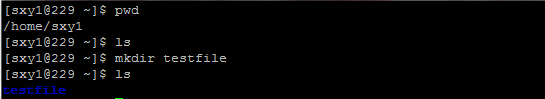 [sxy1@229 ~]$ pwd
/home/sxy1
[sxy1@229 ~]$ ls
[sxy1@229 ~]$ mkdir testfile
[sxy1@229 ~]$ ls
testfile